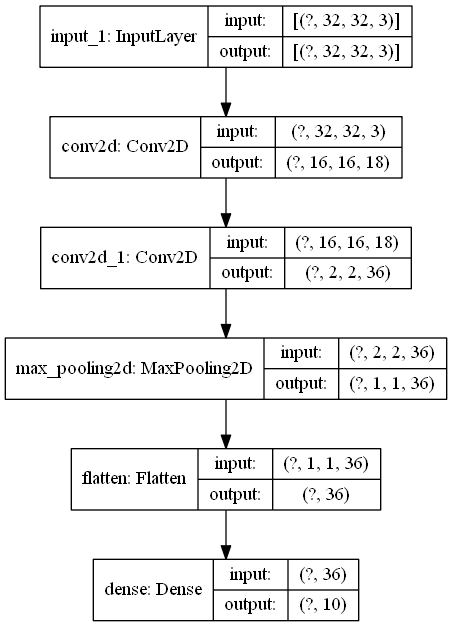 input_1: InputLayer
input: [(?, 32, 32, 3)]
output: [(?, 32, 32, 3)]
conv2d: Conv2D
input: (?, 32, 32, 3)
output: (?, 16, 16, 18)
conv2d_1: Conv2D
input: (?, 16, 16, 18)
output: (?, 2, 2, 36)
max_pooling2d: MaxPooling2D
input: (?, 2, 2, 36)
output: (?, 1, 1, 36)
flatten: Flatten
input: (?, 1, 1, 36)
output: (?, 36)
dense: Dense
input: (?, 36)
output: (?, 10)